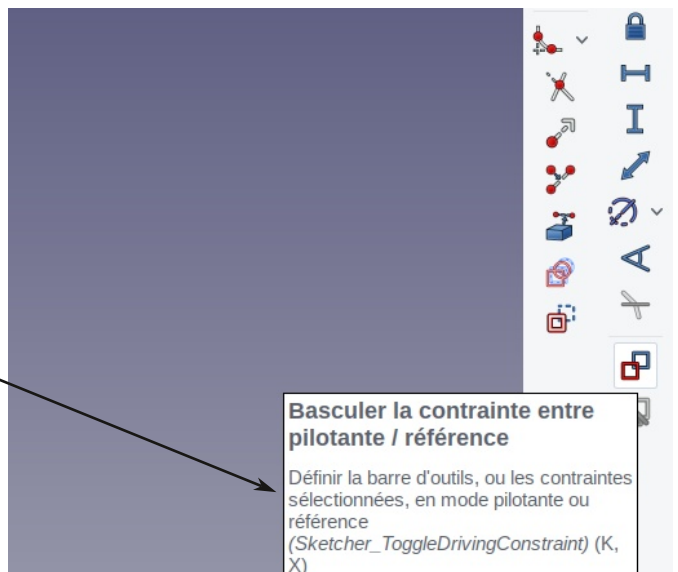 Basculer la contrainte entre
pilotante / référence
Définir la barre d'outils, ou les contraintes
sélectionnées, en mode pilotante ou
référence
(Sketcher_ToggleDrivingConstraint) (K,
X)